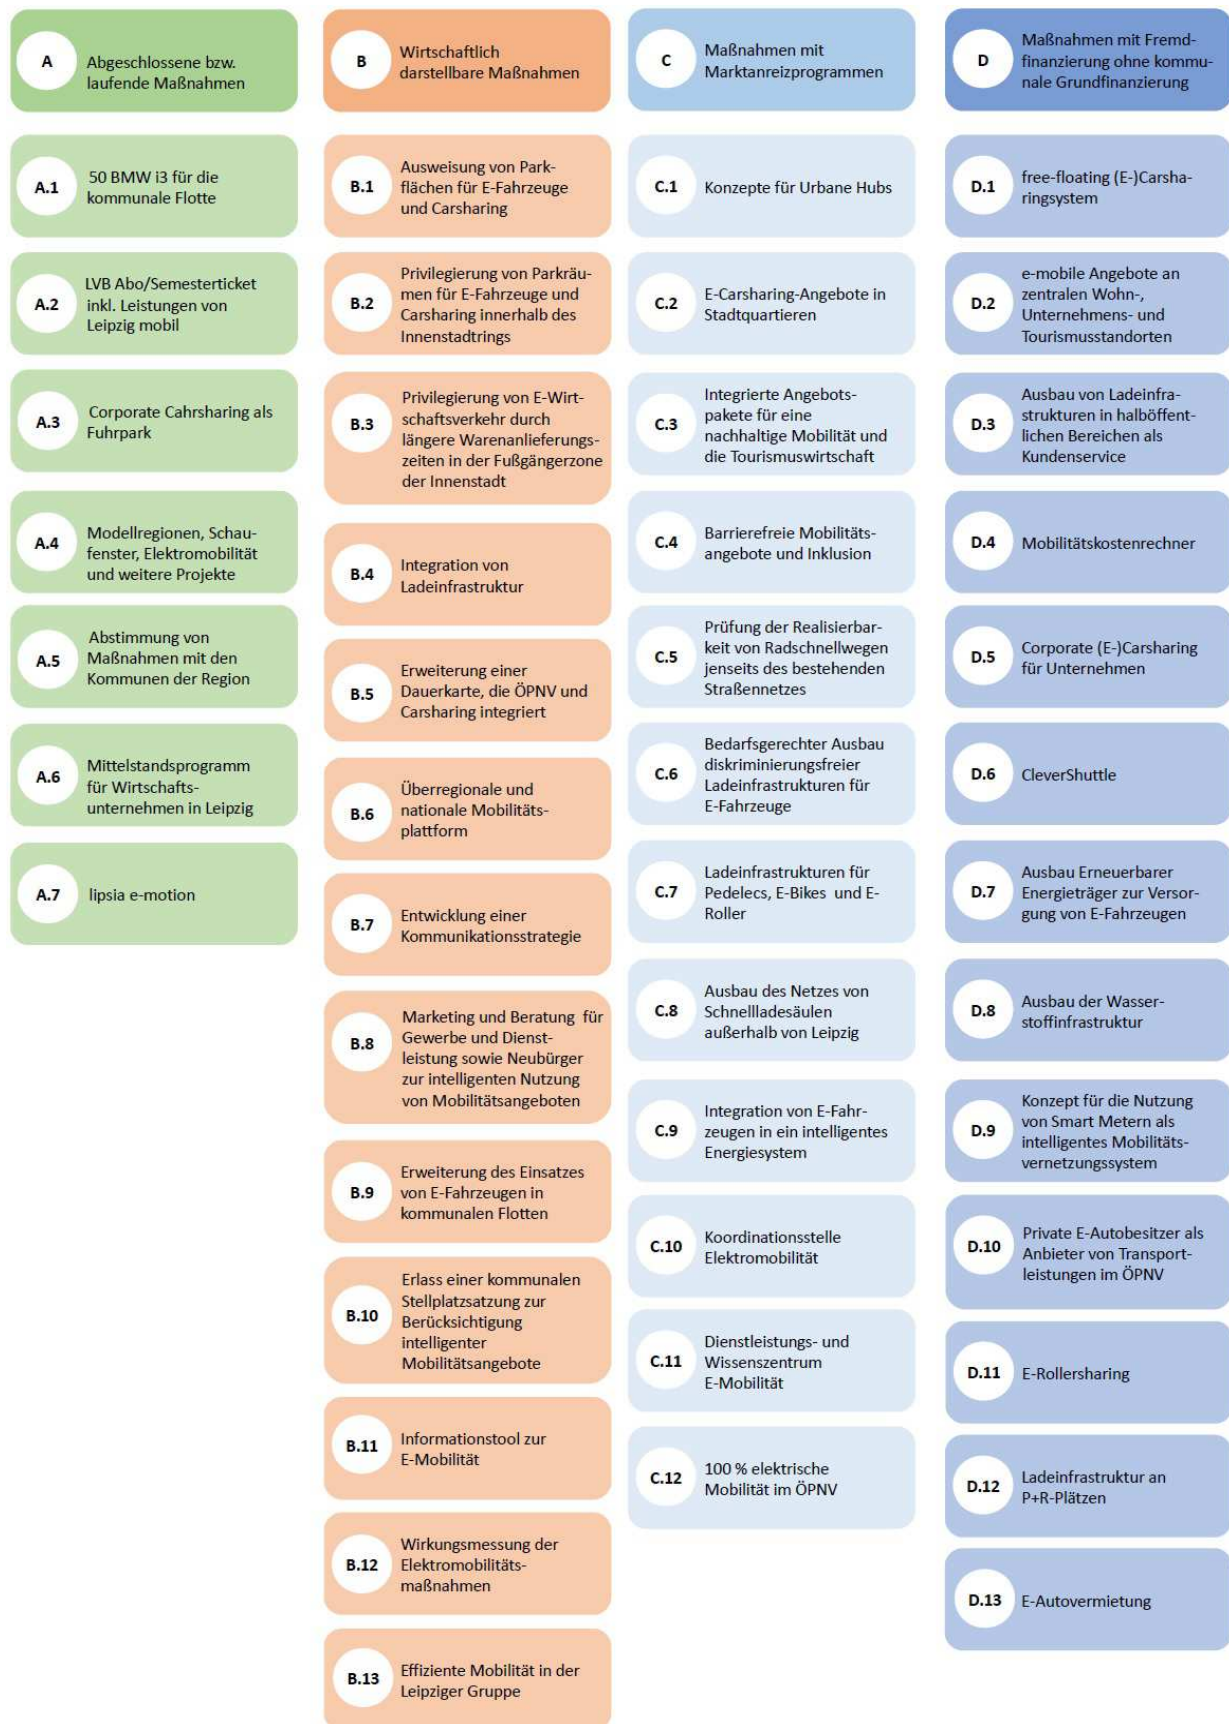 A
Abgeschlossene bzw.
laufende Maßnahmen
A.1
50 BMW i3 für die
kommunale Flotte
A.2
LVB Abo/Semesterticket
inkl. Leistungen von
Leipzig mobil
A.3
Corporate Cahrsharing als
Fuhrpark
A.4
Modellregionen, Schau-
fenster, Elektromobilität
und weitere Projekte
A.5
Abstimmung von
Maßnahmen mit den
Kommunen der Region
A.6
Mittelstandsprogramm
für Wirtschafts-
unternehmen in Leipzig
A.7
lipsia e-motion
B
Wirtschaftlich
darstellbare Maßnahmen
B.1
Ausweisung von Park-
flächen für E-Fahrzeuge
und Carsharing
B.2
Privilegierung von Parkräu-
men für E-Fahrzeuge und
Carsharing innerhalb des
Innenstadtrings
B.3
Privilegierung von E-Wirt-
schaftsverkehr durch
längere Warenanlieferungs-
zeiten in der Fußgängerzone
der Innenstadt
B.4
Integration von
Ladeinfrastruktur
B.5
Erweiterung einer
Dauerkarte, die ÖPNV und
Carsharing integriert
B.6
Überregionale und
nationale Mobilitäts-
plattform
B.7
Entwicklung einer
Kommunikationsstrategie
B.8
Marketing und Beratung für
Gewerbe und Dienst-
leistung sowie Neubürger
zur intelligenten Nutzung
von Mobilitätsangeboten
B.9
Erweiterung des Einsatzes
von E-Fahrzeugen in
kommunalen Flotten
B.10
Erlass einer kommunalen
Stellplatzsatzung zur
Berücksichtigung
intelligenter
Mobilitätsangebote
B.11
Informationstool zur
E-Mobilität
B.12
Wirkungsmessung der
Elektromobilitäts-
maßnahmen
B.13
Effiziente Mobilität in der
Leipziger Gruppe
C
Maßnahmen mit
Marktanreizprogrammen
C.1
Konzepte für Urbane Hubs
C.2
E-Carsharing-Angebote in
Stadtquartieren
C.3
Integrierte Angebots-
pakete für eine
nachhaltige Mobilität und
die Tourismuswirtschaft
C.4
Barrierefreie Mobilitäts-
angebote und Inklusion
C.5
Prüfung der Realisierbar-
keit von Radschnellwegen
jenseits des bestehenden
Straßennetzes
C.6
Bedarfsgerechter Ausbau
diskriminierungsfreier
Ladeinfrastrukturen für
E-Fahrzeuge
C.7
Ladeinfrastrukturen für
Pedelecs, E-Bikes und E-
Roller
C.8
Ausbau des Netzes von
Schnellladesäulen
außerhalb von Leipzig
C.9
Integration von E-Fahr-
zeugen in ein intelligentes
Energiesystem
C.10
Koordinationsstelle
Elektromobilität
C.11
Dienstleistungs- und
Wissenszentrum
E-Mobilität
C.12
100 % elektrische
Mobilität im ÖPNV
D
Maßnahmen mit Fremd-
finanzierung ohne kommu-
nale Grundfinanzierung
D.1
free-floating (E-)Carsha-
ringsystem
D.2
e-mobile Angebote an
zentralen Wohn-,
Unternehmens- und
Tourismusstandorten
D.3
Ausbau von Ladeinfra-
strukturen in halböffent-
lichen Bereichen als
Kundenservice
D.4
Mobilitätskostenrechner
D.5
Corporate (E-)Carsharing
für Unternehmen
D.6
CleverShuttle
D.7
Ausbau Erneuerbarer
Energieträger zur Versor-
gung von E-Fahrzeugen
D.8
Ausbau der Wasser-
stoffinfrastruktur
D.9
Konzept für die Nutzung
von Smart Metern als
intelligentes Mobilitäts-
vernetzungssystem
D.10
Private E-Autobesitzer als
Anbieter von Transport-
leistungen im ÖPNV
D.11
E-Rollersharing
D.12
Ladeinfrastruktur an
P+R-Plätzen
D.13
E-Autovermietung